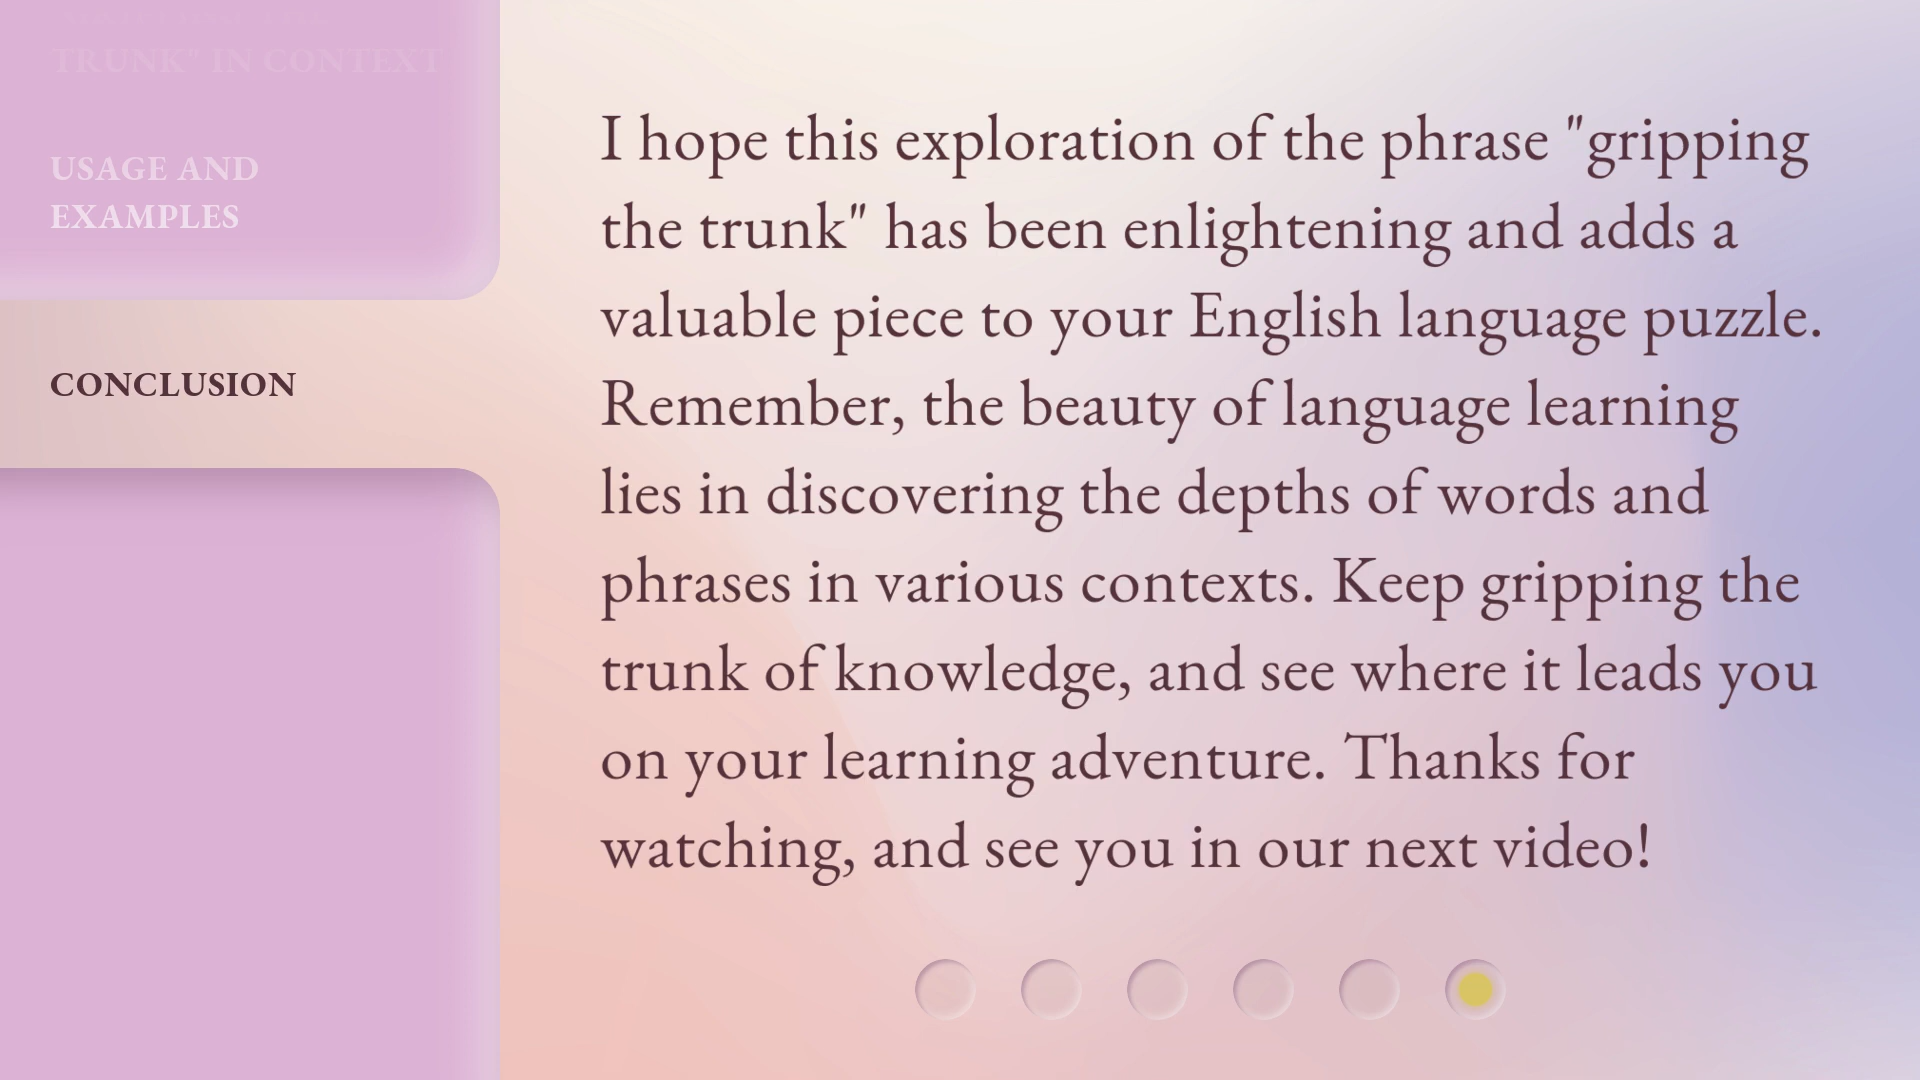 TRUNK" IN CONTEXT
USAGE AND
EXAMPLES
CONCLUSION
I hope this exploration of the phrase "gripping
the trunk" has been enlightening and adds a
valuable piece to your English language puzzle.
Remember, the beauty of language learning
lies in discovering the depths of words and
phrases in various contexts. Keep gripping the
trunk of knowledge, and see where it leads you
on your learning adventure. Thanks for
watching, and see you in our next video!